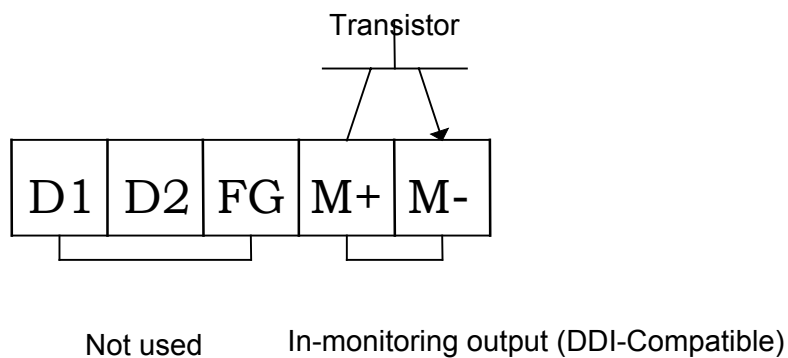 Transistor
D1 D2 FG M+ M-
Not used In-monitoring output (DDI-Compatible)